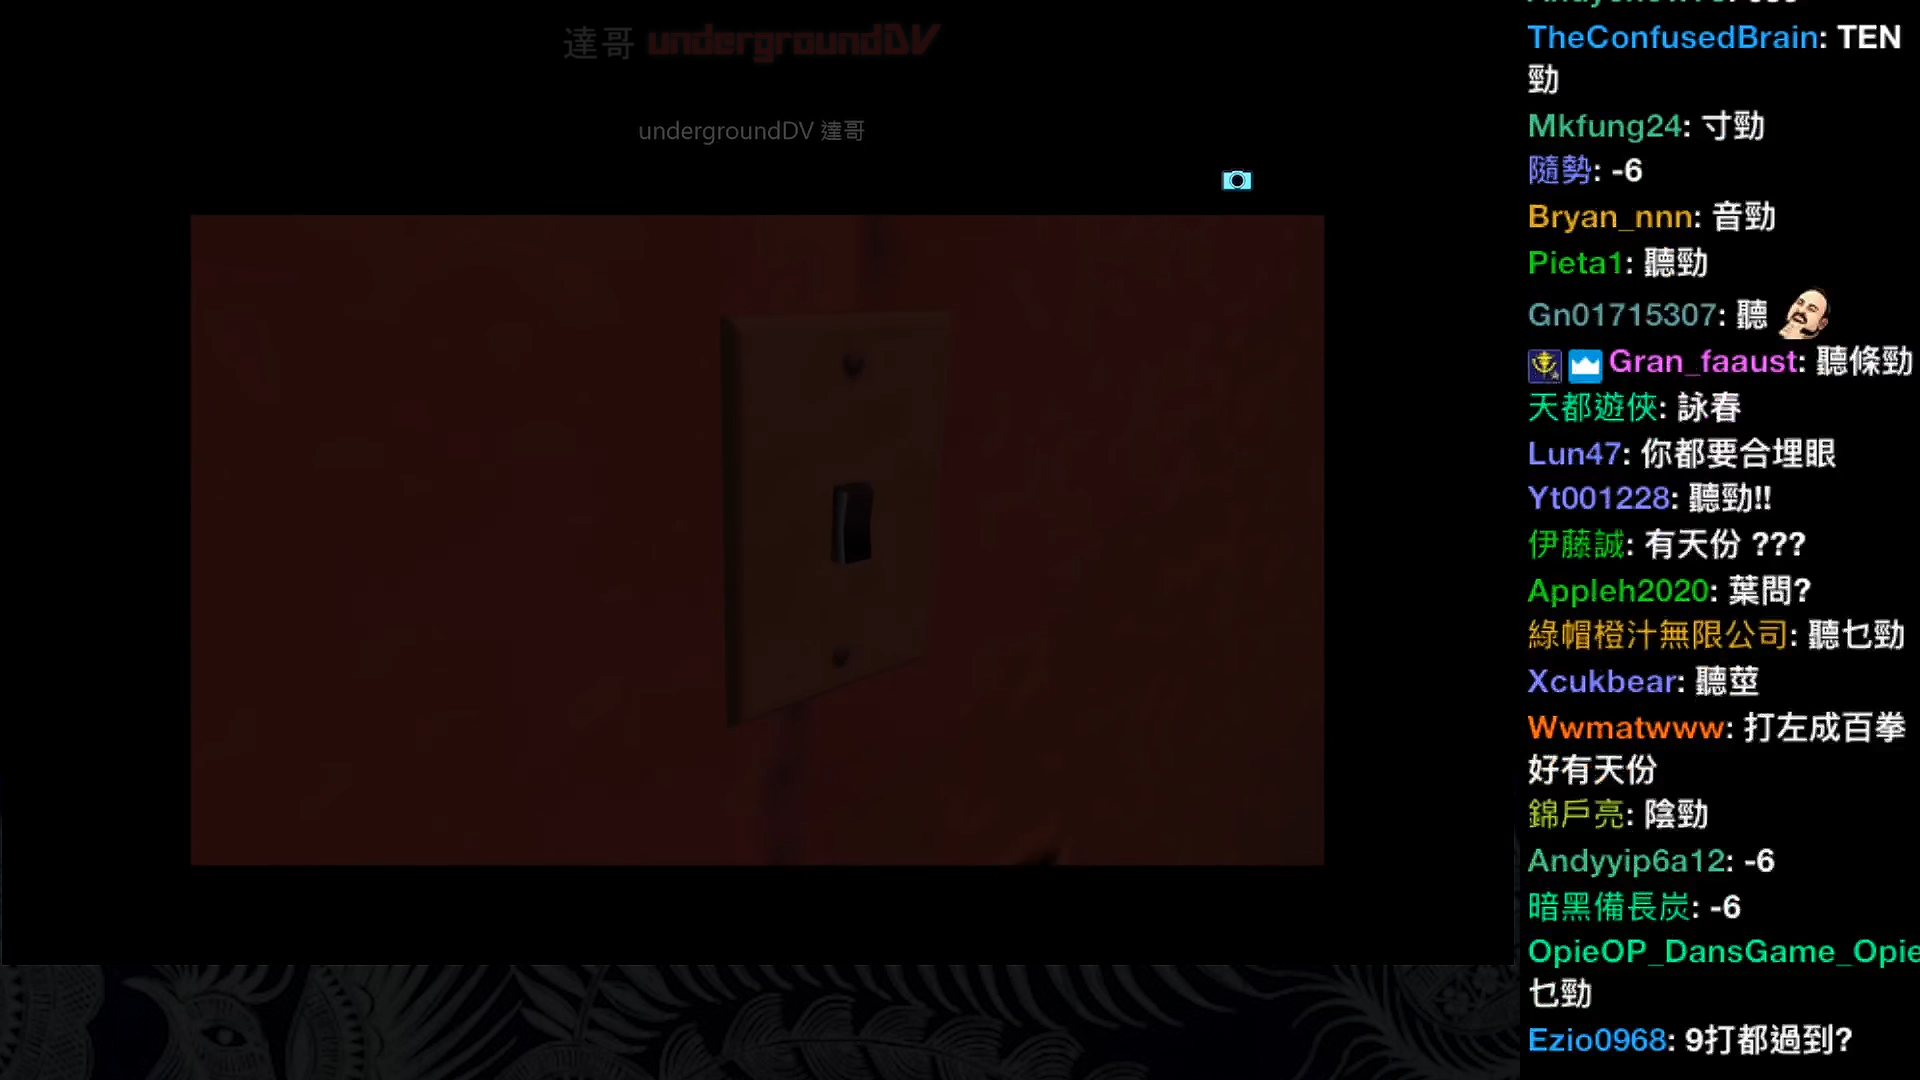 達哥 undergroundDV
undergroundDV 達哥
TheConfusedBrain: TEN
勁
Mkfung24: 寸勁
隨勢: -6
Bryan_nnn: 音勁
Pieta1: 聽勁
Gn01715307: 聽
Gran_faaust: 聽條勁
天都遊俠: 詠春
Lun47: 你都要合埋眼
Yt001228: 聽勁!!
伊藤誠: 有天份 ???
Appleh2020: 葉問?
綠帽橙汁無限公司: 聽乜勁
Xcukbear: 聽莖
Wwmatwww: 打左成百拳
好有天份
錦戶亮: 陰勁
Andyyip6a12: -6
暗黑備長炭: -6
OpieOP_DansGame_Opie
乜勁
Ezio0968: 9打都過到?